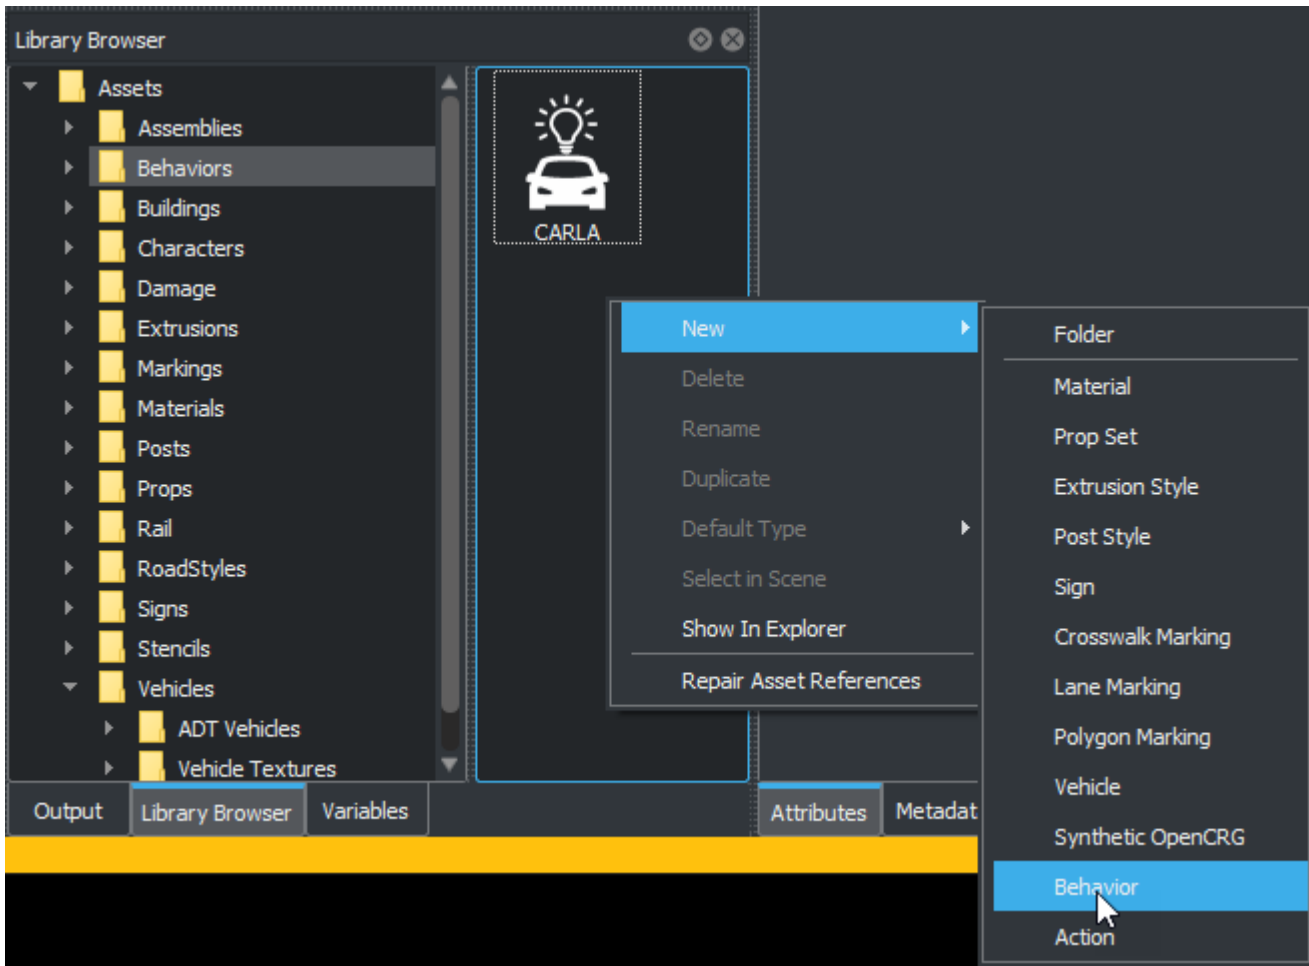 Library Browser
Assets
Assemblies
Behaviors
Buildings
Characters
Damage
Extrusions
Markings
Materials
Posts
Props
Rail
RoadStyles
Signs
Stencils
Vehicles
ADT Vehicles
Vehicle Textures
CARLA
New
Delete
Rename
Duplicate
Default Type
Select in Scene
Show In Explorer
Repair Asset References
Folder
Material
Prop Set
Extrusion Style
Post Style
Sign
Crosswalk Marking
Lane Marking
Polygon Marking
Vehicle
Synthetic OpenCRG
Behavior
Action
Output Library Browser Variables
Attributes Metadat